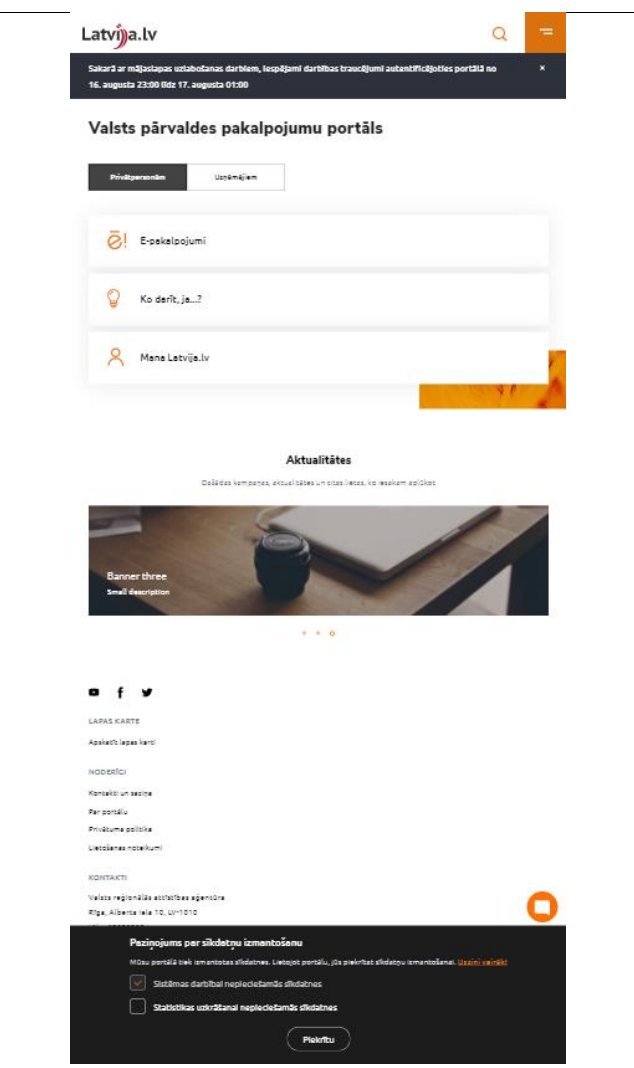 Latvija.lv
Sakarā ar mājaslapas uzlabošanas darbiem, iespējami darbības traucējumi autentificējoties portālā no
16. augusta 23:00 līdz 17. augusta 01:00
Valsts pārvaldes pakalpojumu portāls
Privātpersonām
Uzņēmējiem
E-pakalpojumi
Ko darīt, ja...?
Mana Latvija.lv
Aktualitātes
Dažādas kampaņas, aktualitātes un citas lietas, ko iesakam aplūkot
Banner three
Small description
LAPAS KARTE
Apskatīt lapas karti
NODERĪGI
Kontakti un saziņa
Par portālu
Privātuma politika
Lietošanas noteikumi
KONTAKTI
Valsts reģionālās attīstības aģentūra
Rīga, Alberta iela 10, LV-1010
Paziņojums par sīkdatņu izmantošanu
Mūsu portālā tiek izmantotas sīkdatnes. Lietojot portālu, jūs piekrītat sīkdatņu izmantošanai. Uzzini vairāk!
Sistēmas darbībai nepieciešamās sīkdatnes
Statistikas uzkrāšanai nepieciešamās sīkdatnes
Piekrītu